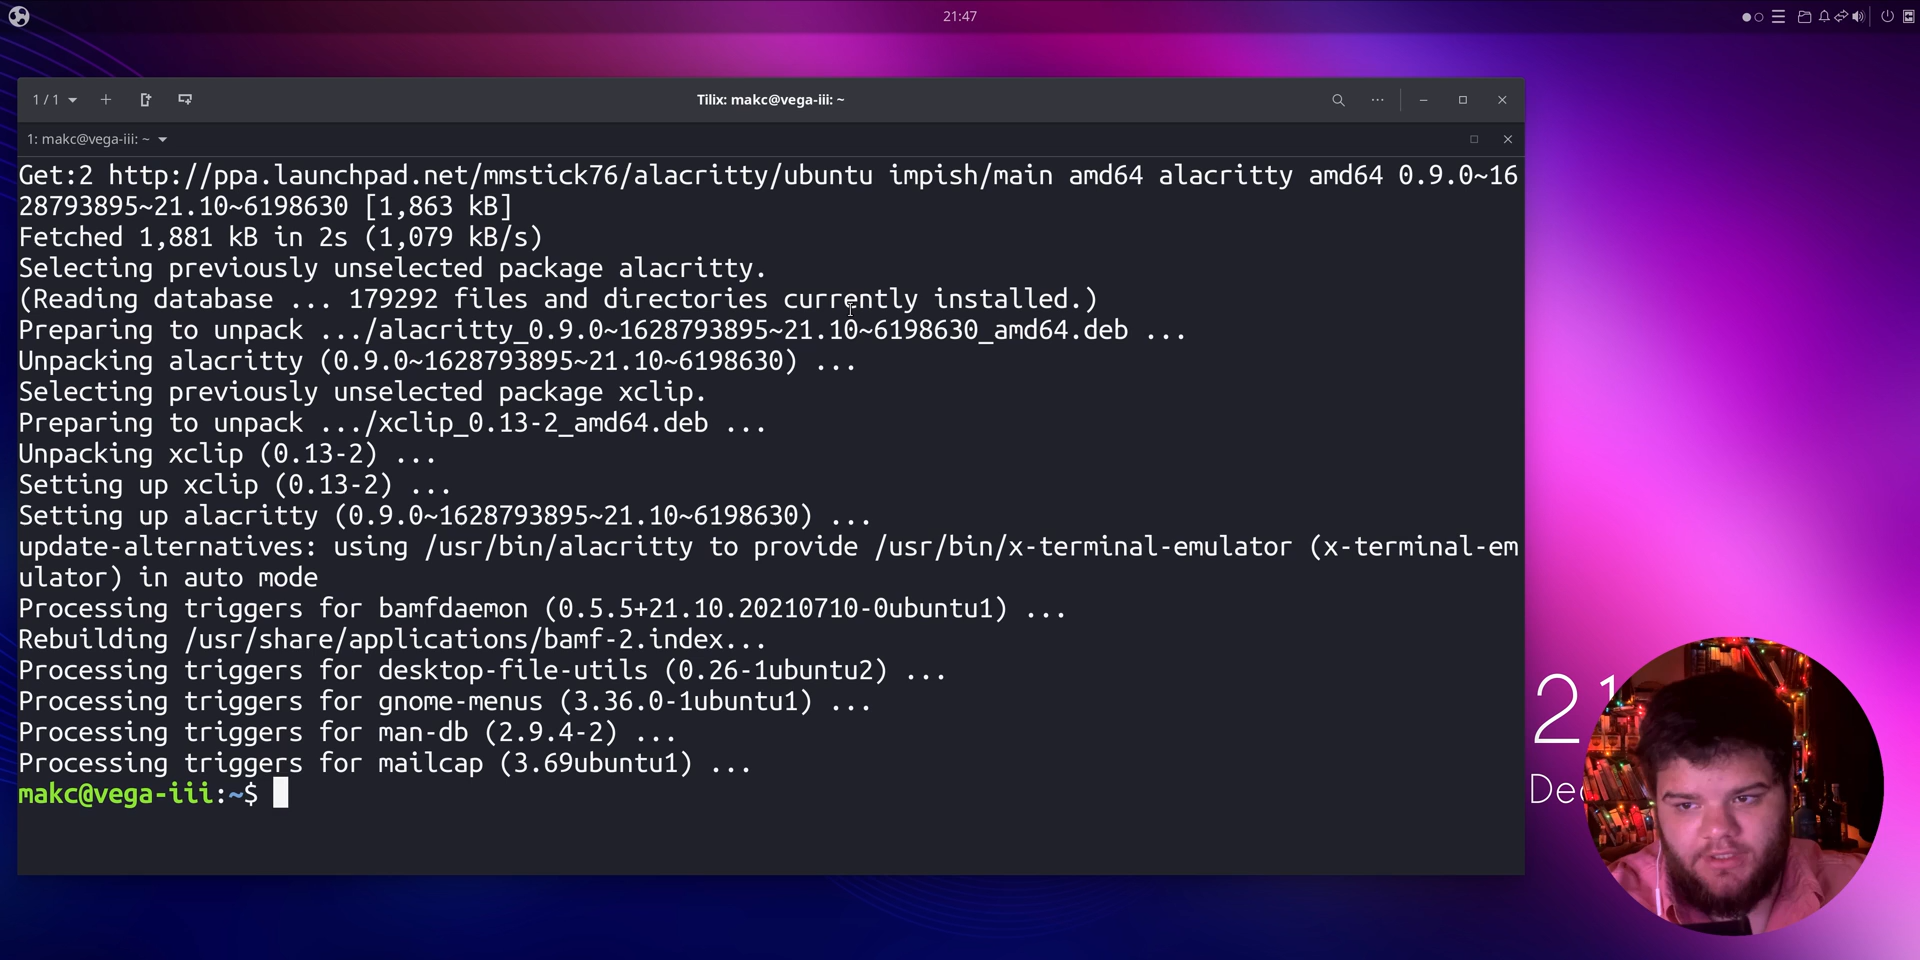 21:47
1 / 1
Tilix: makc@vega-iii: ~
1: makc@vega-iii: ~
Get:2 http://ppa.launchpad.net/mmstick76/alacritty/ubuntu impish/main amd64 alacritty amd64 0.9.0~16
28793895~21.10~6198630 [1,863 kB]
Fetched 1,881 kB in 2s (1,079 kB/s)
Selecting previously unselected package alacritty.
(Reading database ... 179292 files and directories currently installed.)
Preparing to unpack .../alacritty_0.9.0~1628793895~21.10~6198630_amd64.deb ...
Unpacking alacritty (0.9.0~1628793895~21.10~6198630) ...
Selecting previously unselected package xclip.
Preparing to unpack .../xclip_0.13-2_amd64.deb ...
Unpacking xclip (0.13-2) ...
Setting up xclip (0.13-2) ...
Setting up alacritty (0.9.0~1628793895~21.10~6198630) ...
update-alternatives: using /usr/bin/alacritty to provide /usr/bin/x-terminal-emulator (x-terminal-em
ulator) in auto mode
Processing triggers for bamfdaemon (0.5.5+21.10.20210710-0ubuntu1) ...
Rebuilding /usr/share/applications/bamf-2.index...
Processing triggers for desktop-file-utils (0.26-1ubuntu2) ...
Processing triggers for gnome-menus (3.36.0-1ubuntu1) ...
Processing triggers for man-db (2.9.4-2) ...
Processing triggers for mailcap (3.69ubuntu1) ...
makc@vega-iii:~$
21